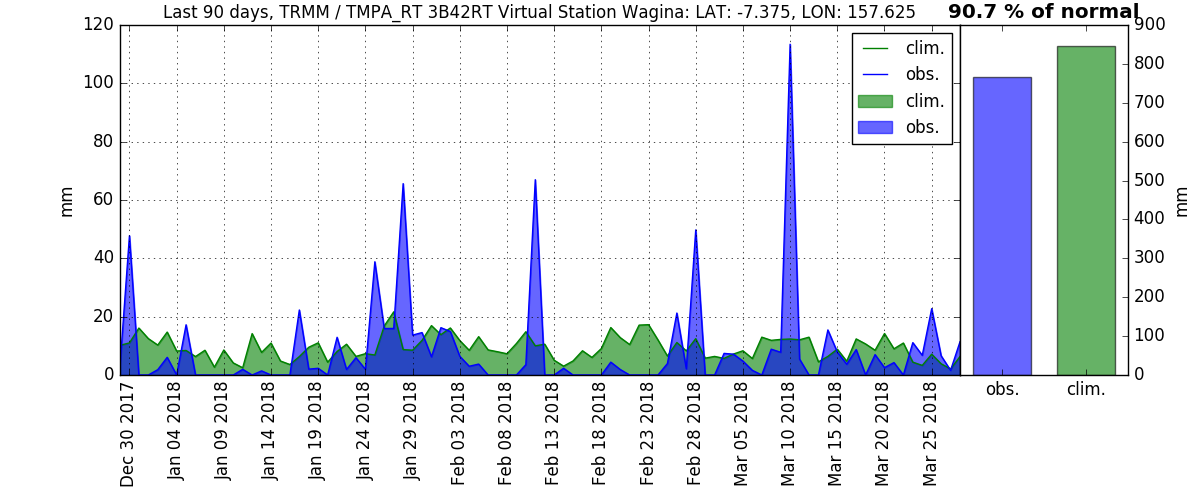 Last 90 days, TRMM / TMPA_RT 3B42RT Virtual Station Wagina: LAT: -7.375, LON: 157.625
90.7 % of normal
120
100
80
60
40
20
0
mm
clim.
obs.
clim.
obs.
900
800
700
600
500
400
300
200
100
0
mm
Dec 30 2017
Jan 04 2018
Jan 09 2018
Jan 14 2018
Jan 19 2018
Jan 24 2018
Jan 29 2018
Feb 03 2018
Feb 08 2018
Feb 13 2018
Feb 18 2018
Feb 23 2018
Feb 28 2018
Mar 05 2018
Mar 10 2018
Mar 15 2018
Mar 20 2018
Mar 25 2018
obs.
clim.